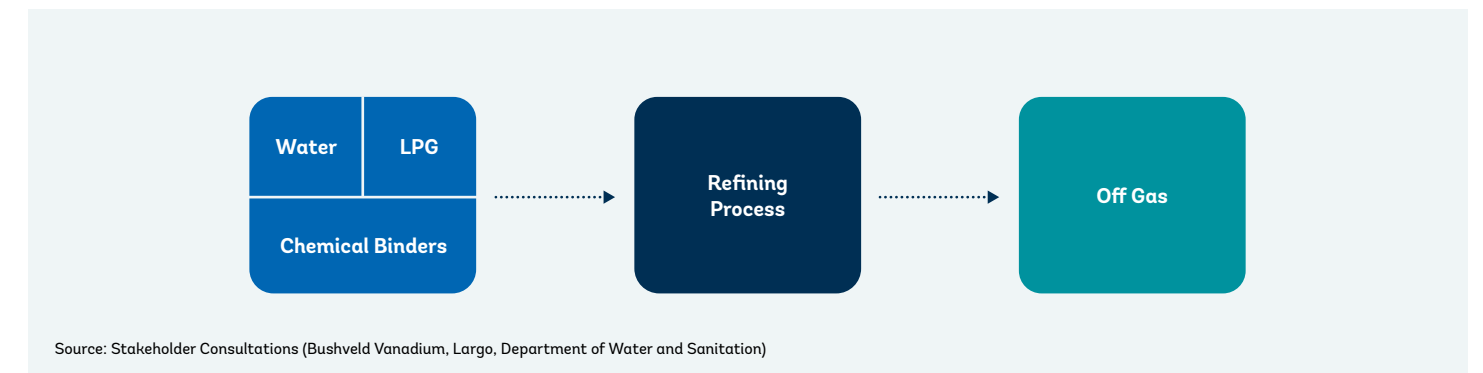 Water
LPG
Chemical Binders
Refining
Process
Off Gas
Source: Stakeholder Consultations (Bushveld Vanadium, Largo, Department of Water and Sanitation)